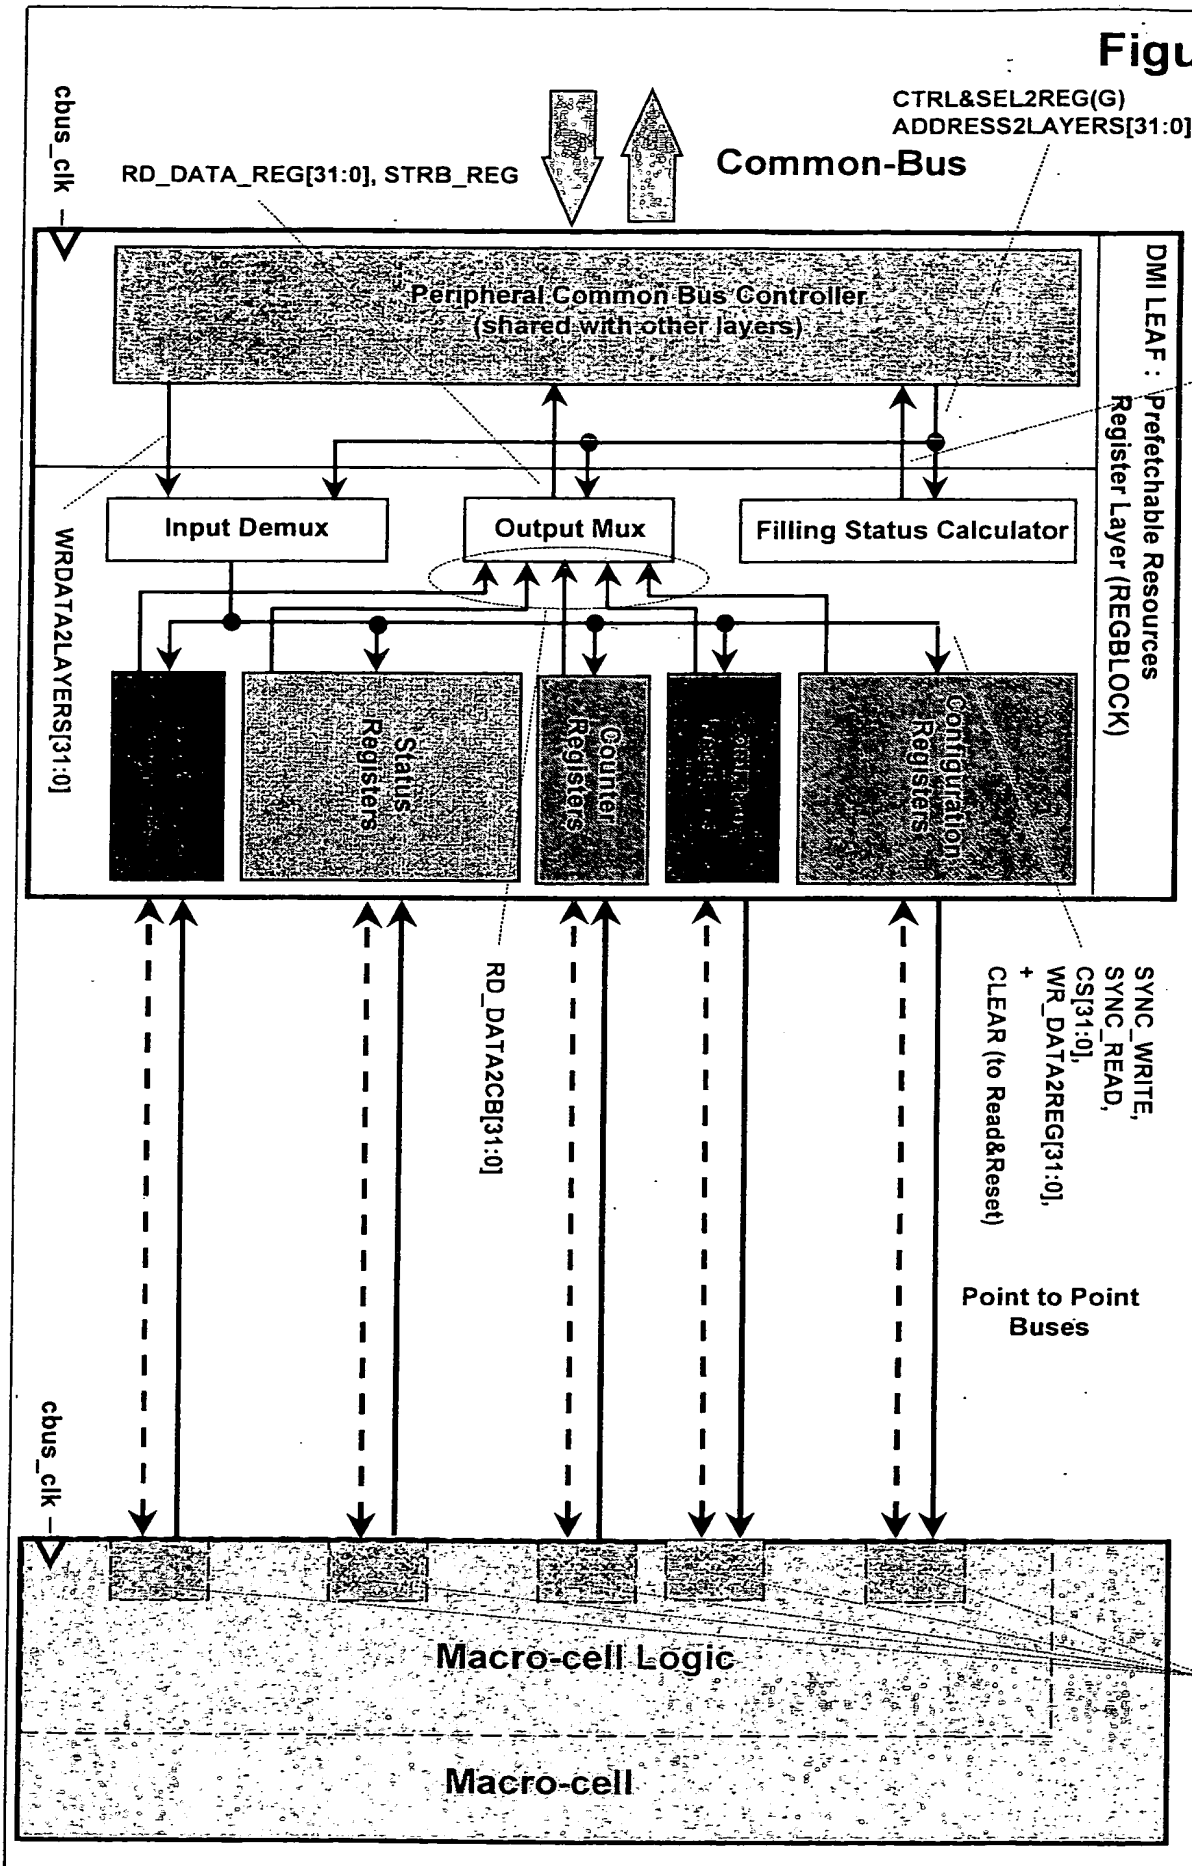 Figu
cbus_clk
CTRL&SEL2REG(G)
ADDRESS2LAYERS[31:0]
Common-Bus
RD_DATA_REG[31:0], STRB_REG
Peripheral Common Bus Controller
(shared with other layers)
DMI LEAF : Prefetchable Resources
Register Layer (REGBLOCK)
Input Demux
Output Mux
Filling Status Calculator
WRDATA2LAYERS[31:0]
Status
Registers
Counter
Registers
Configuration
Registers
RD_DATA2CB[31:0]
SYNC_WRITE,
SYNC_READ,
CS[31:0],
WR_DATA2REG[31:0],
+
CLEAR (to Read&Reset)
Point to Point
Buses
cbus_clk
Macro-cell Logic
Macro-cell